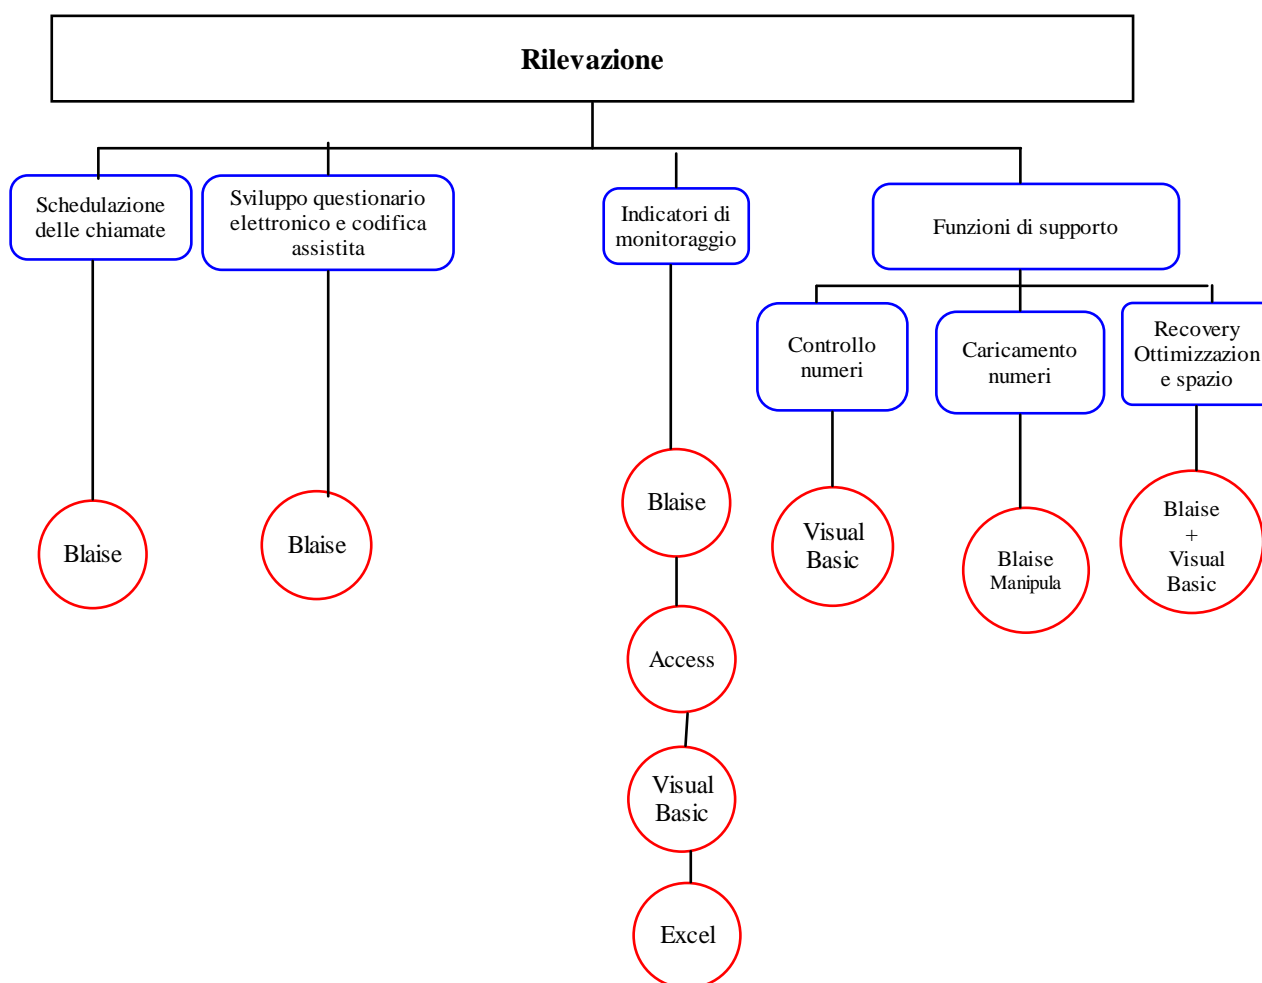 Rilevazione
Schedulazione
delle chiamate
Sviluppo questionario
elettronico e codifica
assistita
Indicatori di
monitoraggio
Funzioni di supporto
Controllo
numeri
Caricamento
numeri
Recovery
Ottimizzazion
e spazio
Blaise
Blaise
Blaise
Access
Visual
Basic
Excel
Visual
Basic
Blaise
Manipula
Blaise
+
Visual
Basic